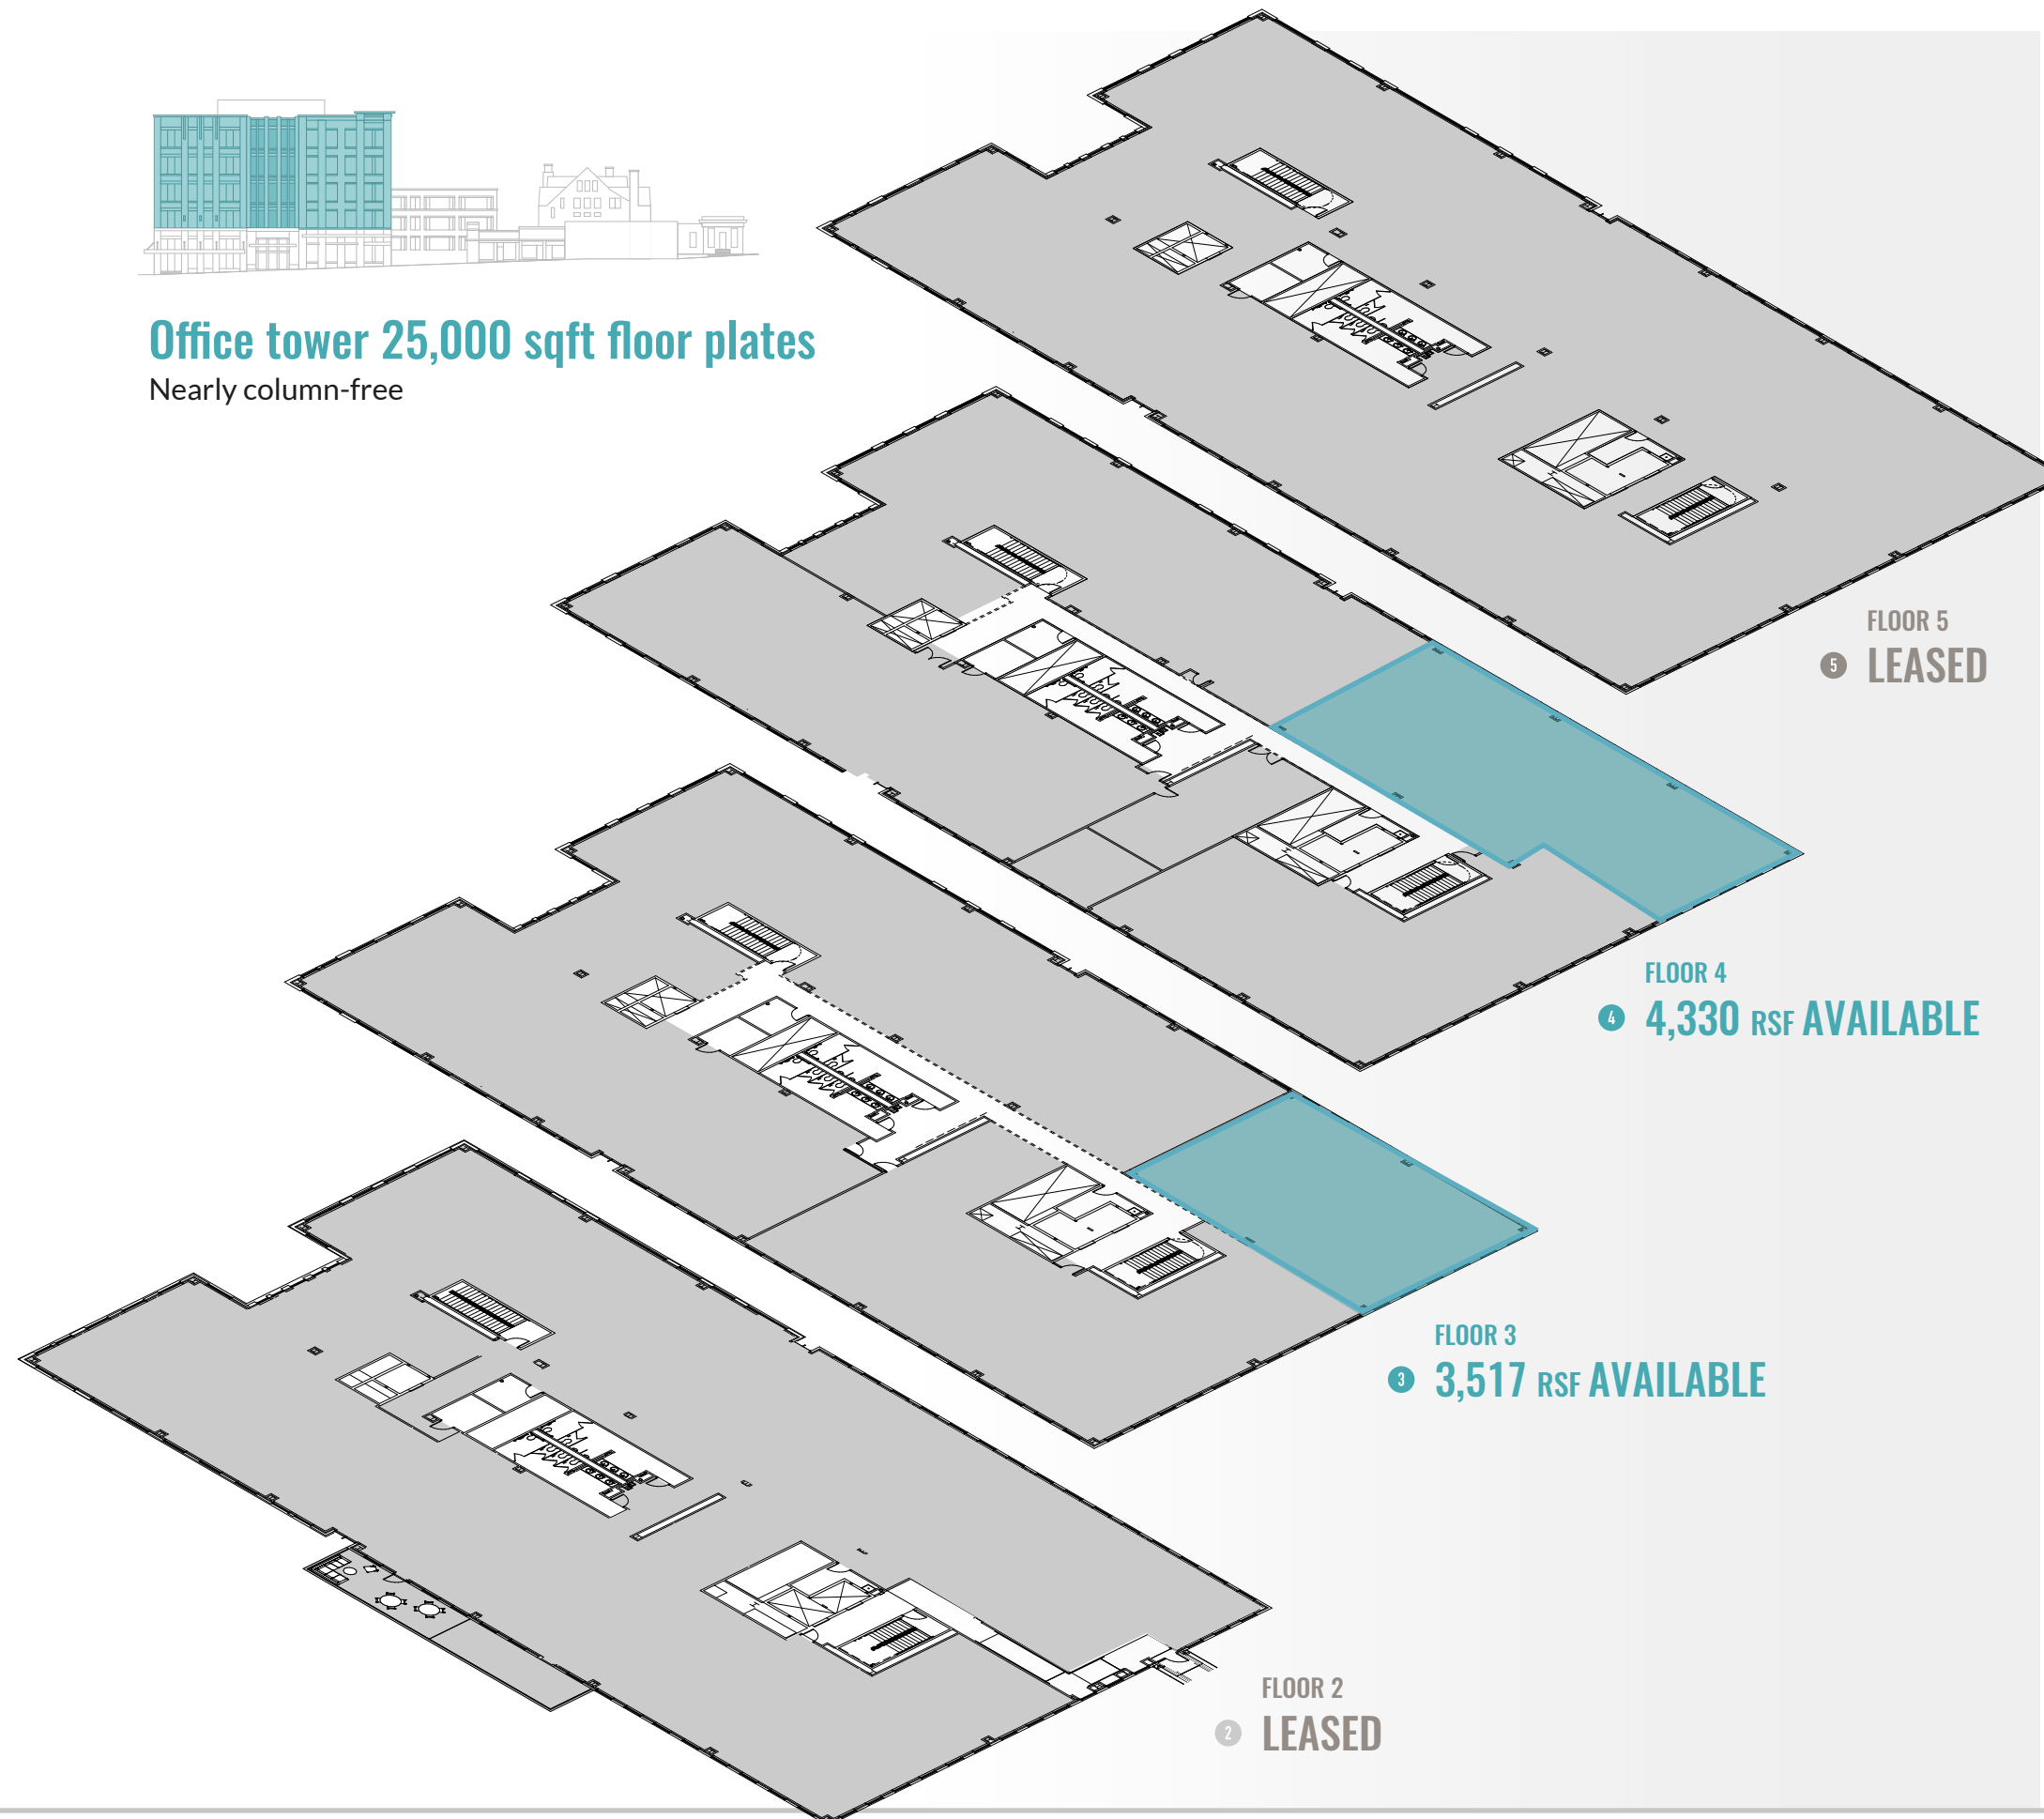 Office tower 25,000 sqft floor plates
Nearly column-free
FLOOR 5
5 LEASED
FLOOR 4
4 4,330 RSF AVAILABLE
FLOOR 3
3 3,517 RSF AVAILABLE
FLOOR 2
2 LEASED